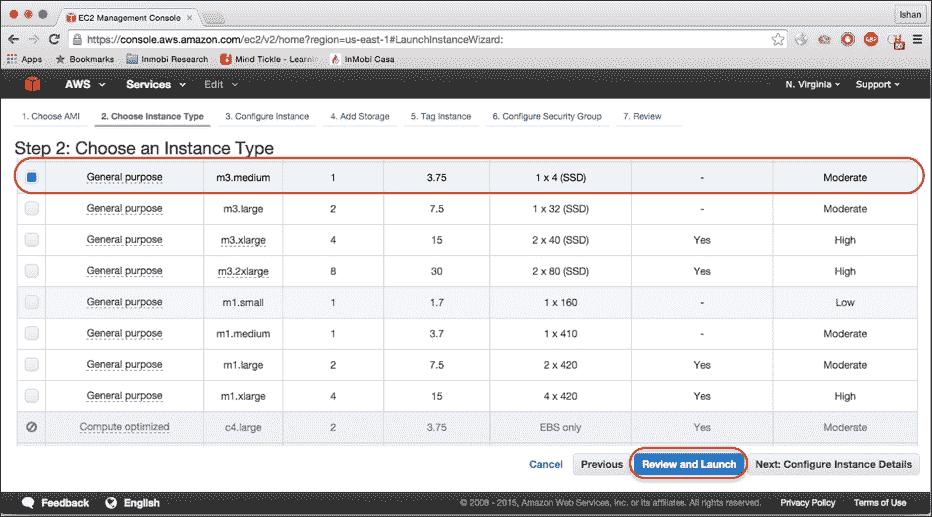 EC2 Management Console
Ishan
https://console.aws.amazon.com/ec2/v2/home?region=us-east-1#LaunchInstanceWizard:
Apps Bookmarks Inmobi Research Mind Tickle - Learnin InMobi Casa
AWS Services Edit N. Virginia Support
1. Choose AMI 2. Choose Instance Type 3. Configure Instance 4. Add Storage 5. Tag Instance 6. Configure Security Group 7. Review
Step 2: Choose an Instance Type
General purpose m3.medium 1 3.75 1 x 4 (SSD) - Moderate
General purpose m3.large 2 7.5 1 x 32 (SSD) - Moderate
General purpose m3.xlarge 4 15 2 x 40 (SSD) Yes High
General purpose m3.2xlarge 8 30 2 x 80 (SSD) Yes High
General purpose m1.small 1 1.7 1 x 160 - Low
General purpose m1.medium 1 3.7 1 x 410 - Moderate
General purpose m1.large 2 7.5 2 x 420 Yes Moderate
General purpose m1.xlarge 4 15 4 x 420 Yes High
Compute optimized c4.large 2 3.75 EBS only Yes Moderate
Cancel Previous Review and Launch Next: Configure Instance Details
Feedback English © 2008 - 2015, Amazon Web Services, Inc. or its affiliates. All rights reserved. Privacy Policy Terms of Use